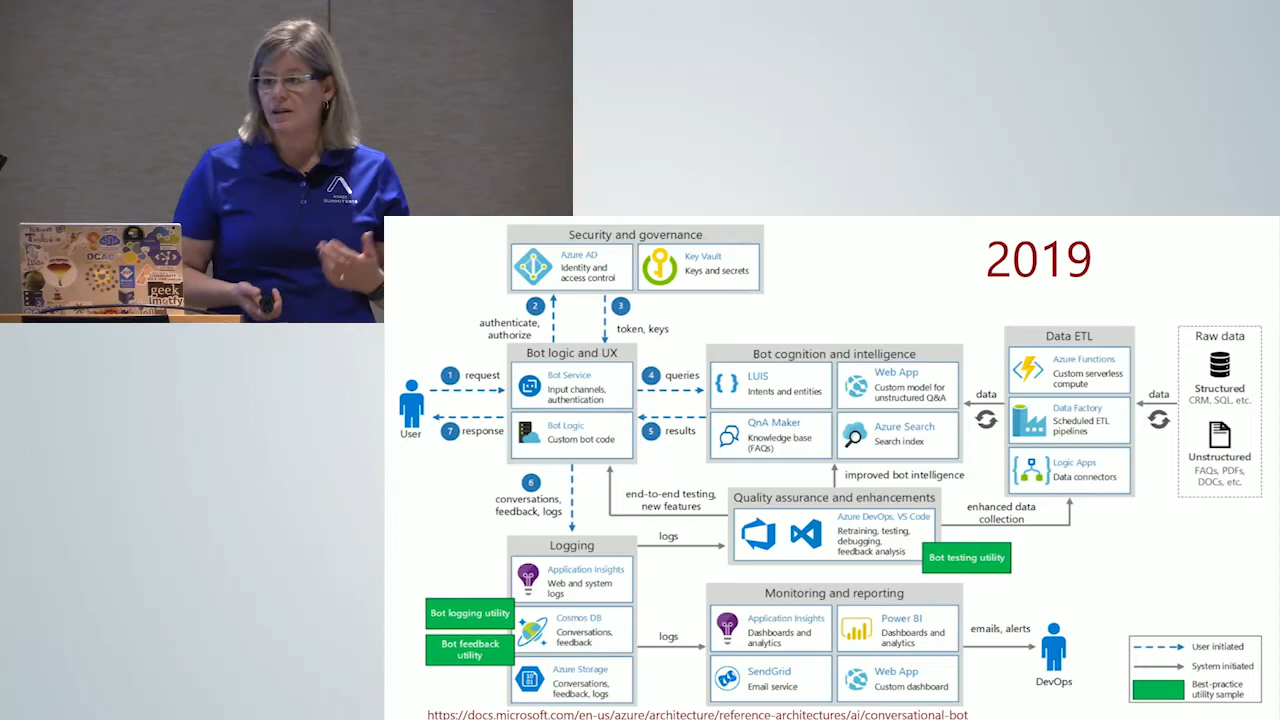 SUMMIT 2019
DCAC
geek
imotfy
2019
Security and governance
Azure AD
Identity and
access control
Key Vault
Keys and secrets
2
authenticate,
authorize
3
token, keys
Bot logic and UX
Bot Service
Input channels,
authentication
Bot Logic
Custom bot code
1 request
User
7 response
4 queries
5 results
Bot cognition and intelligence
LUIS
Intents and entities
Web App
Custom model for
unstructured Q&A
QnA Maker
Knowledge base
(FAQs)
Azure Search
Search index
data
Data ETL
Azure Functions
Custom serverless
compute
Data Factory
Scheduled ETL
pipelines
Logic Apps
Data connectors
data
Raw data
Structured
CRM, SQL, etc.
Unstructured
FAQs, PDFs,
DOCs, etc.
6
conversations,
feedback, logs
end-to-end testing,
new features
improved bot intelligence
Quality assurance and enhancements
Azure DevOps, VS Code
Retraining, testing,
debugging,
feedback analysis
Bot testing utility
enhanced data
collection
Logging
Application Insights
Web and system
logs
Cosmos DB
Conversations,
feedback
Azure Storage
10
01
Conversations,
feedback, logs
Bot logging utility
Bot feedback
utility
logs
logs
Monitoring and reporting
Application Insights
Dashboards and
analytics
Power BI
Dashboards and
analytics
SendGrid
Email service
Web App
Custom dashboard
emails, alerts
DevOps
User initiated
System initiated
Best-practice
utility sample
https://docs.microsoft.com/en-us/azure/architecture/reference-architectures/ai/conversational-bot